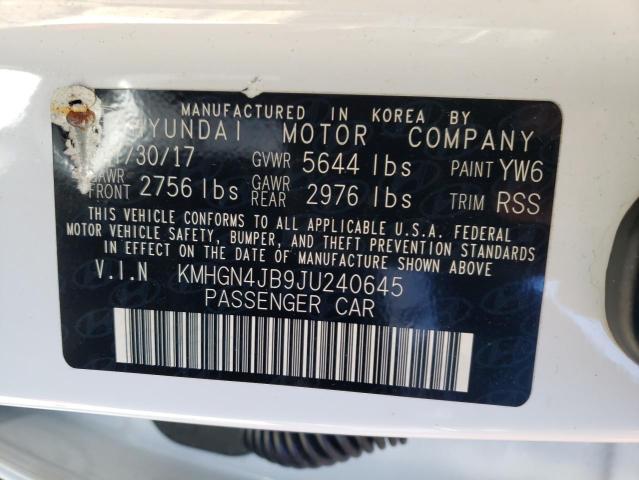 MANUFACTURED IN KOREA BY
HYUNDAI MOTOR COMPANY
/30/17 GVWR 5644 lbs PAINT YW6
GAWR FRONT 2756 lbs GAWR REAR 2976 lbs TRIM RSS
THIS VEHICLE CONFORMS TO ALL APPLICABLE U.S.A. FEDERAL
MOTOR VEHICLE SAFETY, BUMPER, AND THEFT PREVENTION STANDARDS
IN EFFECT ON THE DATE OF MANUFACTURE SHOWN ABOVE
V.I.N KMHGN4JB9JU240645
PASSENGER CAR